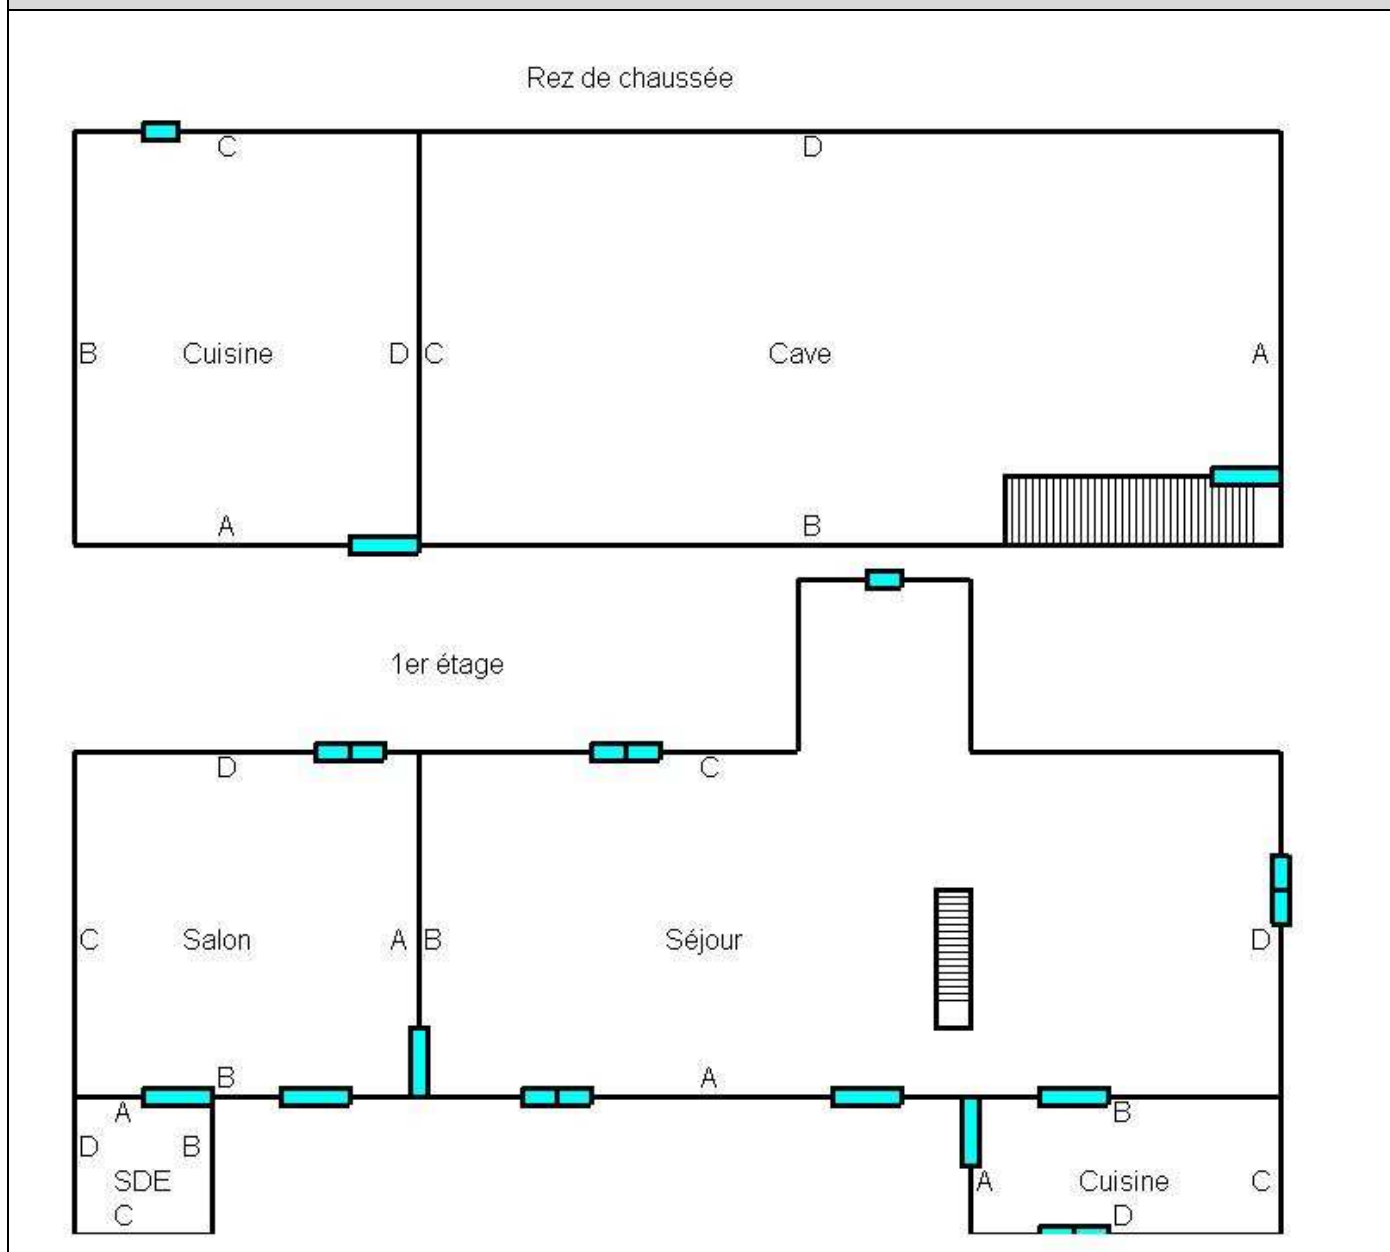 Rez de chaussée
C D
B Cuisine D C Cave A
A B
1er étage
D C
C Salon A B Séjour D
B A
A B
D B
SDE A Cuisine C
C D